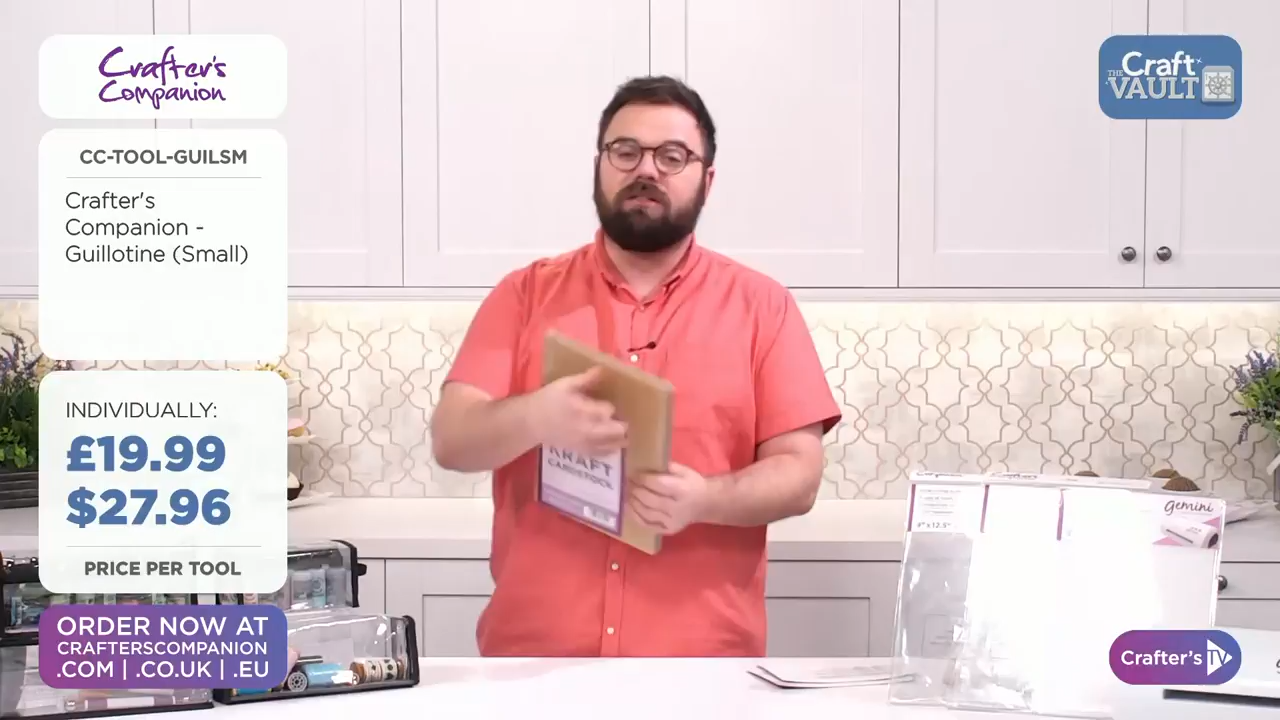 Crafter's
Companion
CC-TOOL-GUILSM
Crafter's
Companion -
Guillotine (Small)
INDIVIDUALLY:
£19.99
$27.96
PRICE PER TOOL
ORDER NOW AT
CRAFTERSCOMPANION
.COM | .CO.UK | .EU
THE Craft
VAULT
KRAFT
CARDSTOCK
gemini
Crafter's TV